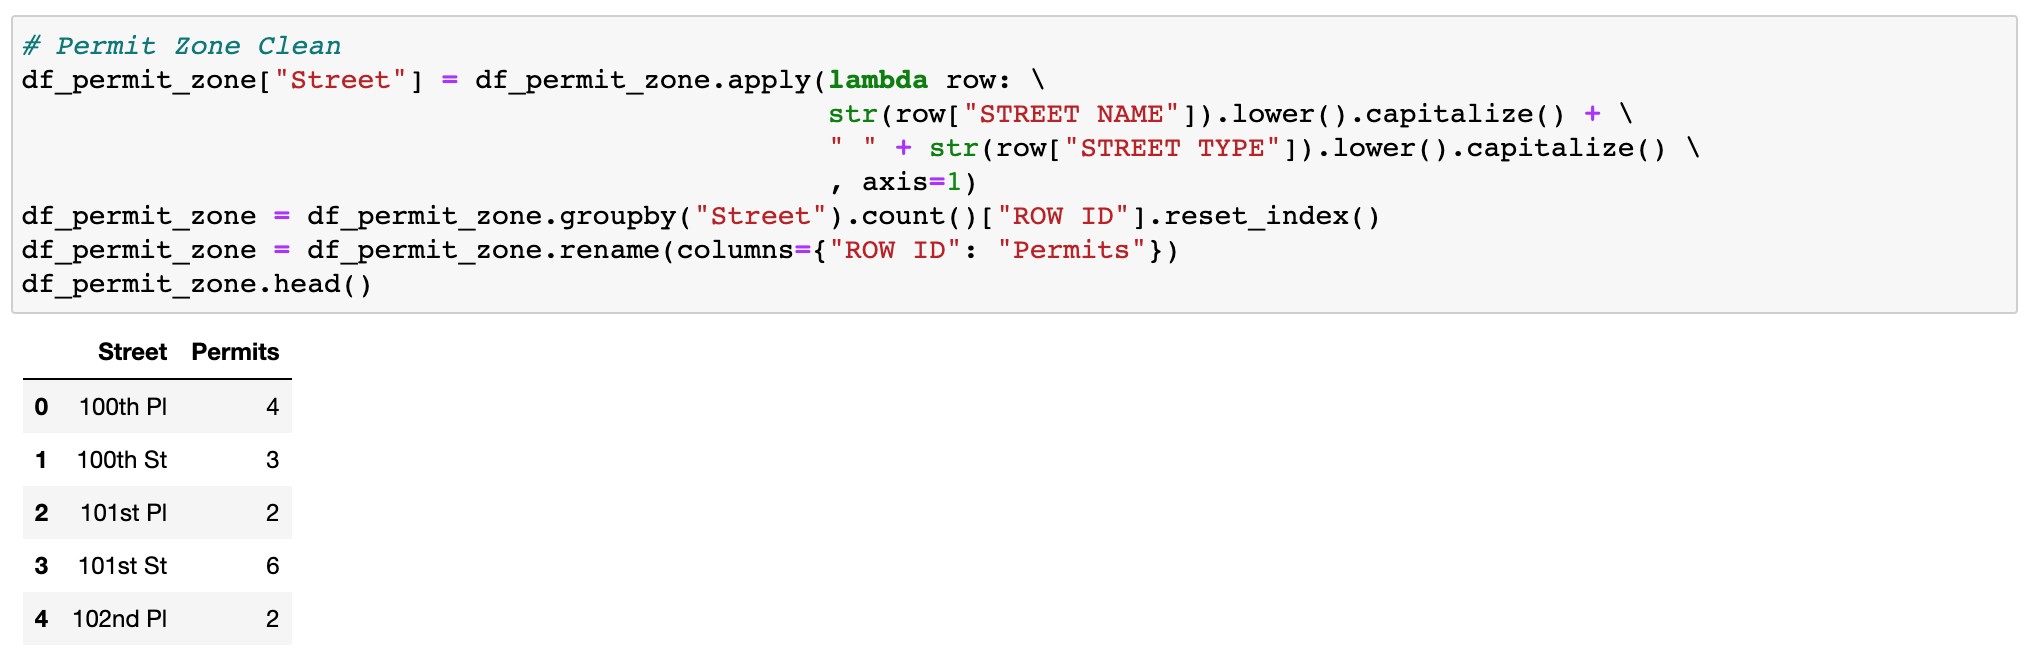 # Permit Zone Clean
df_permit_zone["Street"] = df_permit_zone.apply(lambda row: \
                                                str(row["STREET NAME"]).lower().capitalize() + \
                                                " " + str(row["STREET TYPE"]).lower().capitalize() \
                                                , axis=1)
df_permit_zone = df_permit_zone.groupby("Street").count()["ROW ID"].reset_index()
df_permit_zone = df_permit_zone.rename(columns={"ROW ID": "Permits"})
df_permit_zone.head()
Street Permits
0 100th Pl 4
1 100th St 3
2 101st Pl 2
3 101st St 6
4 102nd Pl 2